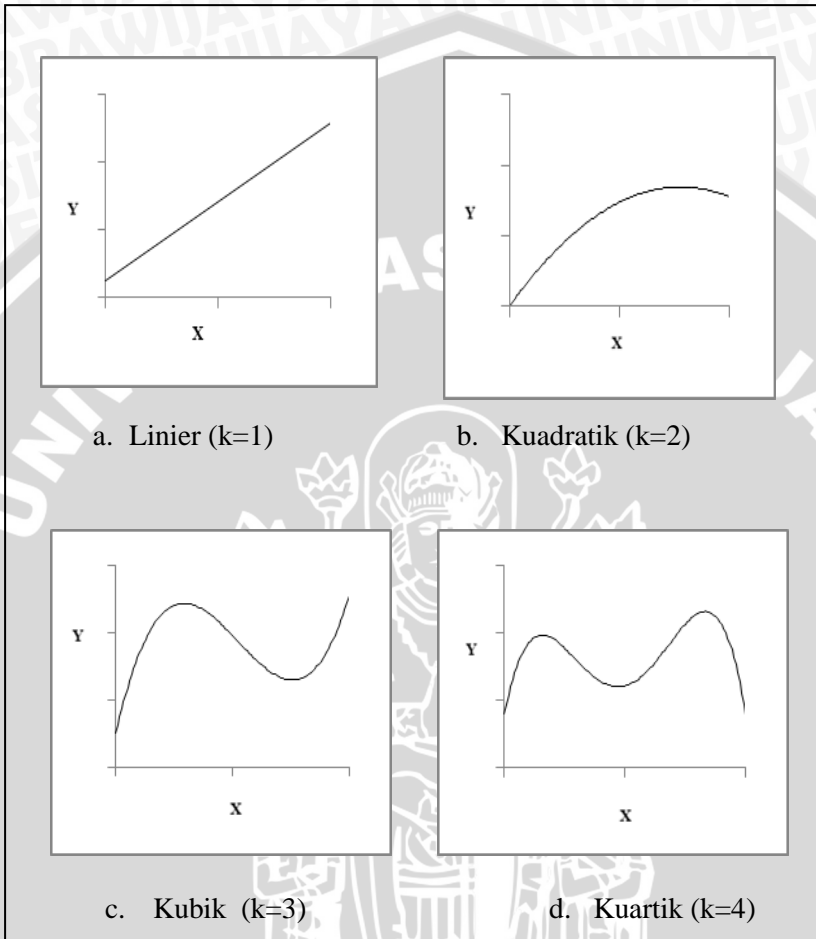 Y
X
Y
X
a. Linier (k=1)
b. Kuadratik (k=2)
Y
X
Y
X
c. Kubik (k=3)
d. Kuartik (k=4)